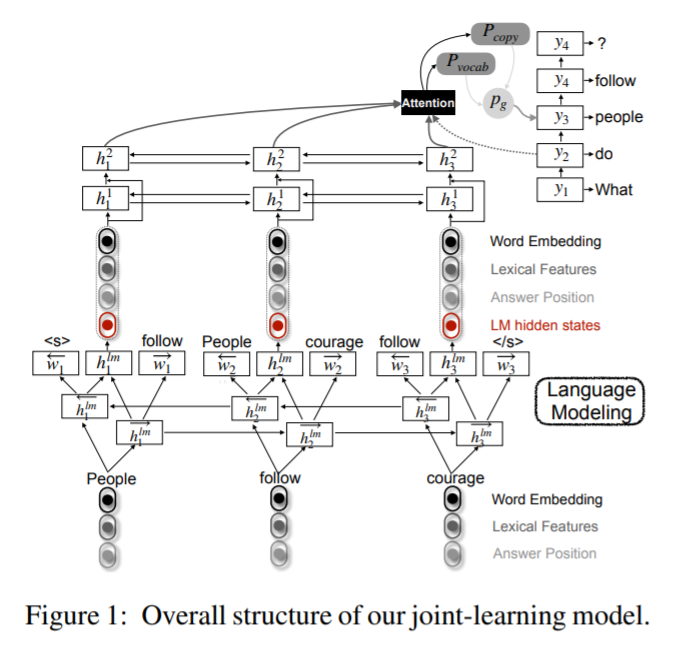 P_copy
P_vocab
Attention
p_g
y_4 ?
y_4 follow
y_3 people
y_2 do
y_1 What
h_1^2 h_2^2 h_3^2
h_1^1 h_2^1 h_3^1
Word Embedding
Lexical Features
Answer Position
LM hidden states
<s> follow People courage follow </s>
\overleftarrow{w_1} h_1^{lm} \overrightarrow{w_1} \overleftarrow{w_2} h_2^{lm} \overrightarrow{w_2} \overleftarrow{w_3} h_3^{lm} \overrightarrow{w_3}
\overleftarrow{h_1^{lm}} \overleftarrow{h_2^{lm}} \overleftarrow{h_3^{lm}}
\overrightarrow{h_1^{lm}} \overrightarrow{h_2^{lm}} \overrightarrow{h_3^{lm}}
Language
Modeling
People follow courage
Word Embedding
Lexical Features
Answer Position
Figure 1: Overall structure of our joint-learning model.